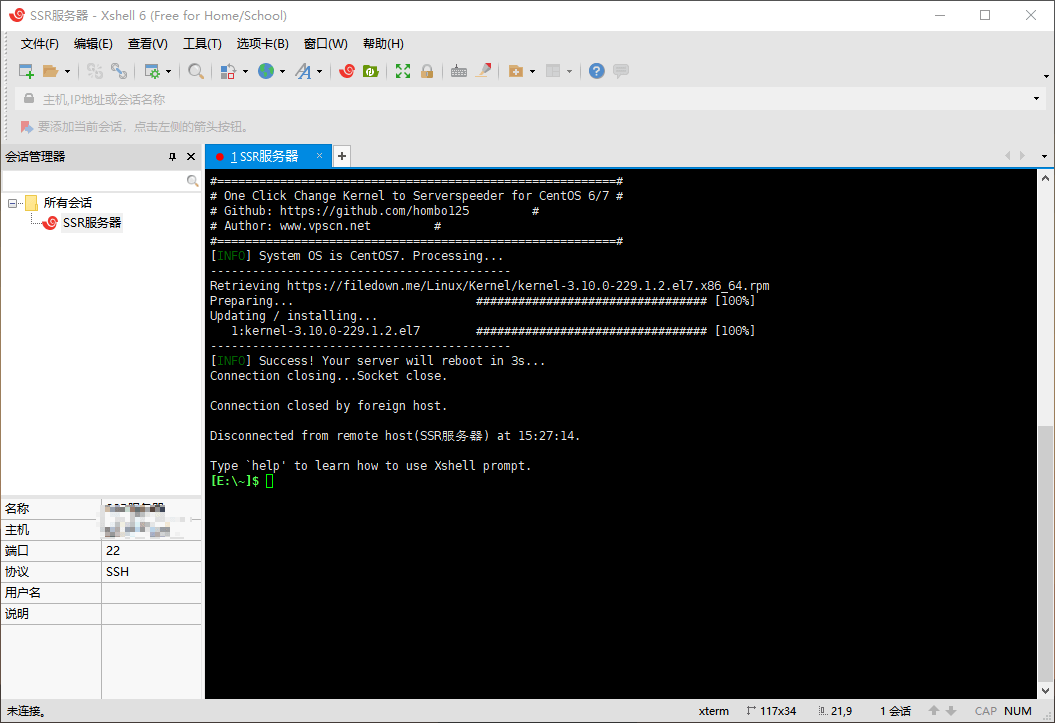 SSR服务器 - Xshell 6 (Free for Home/School)
文件(F) 编辑(E) 查看(V) 工具(T) 选项卡(B) 窗口(W) 帮助(H)
主机,IP地址或会话名称
要添加当前会话，点击左侧的箭头按钮。
会话管理器
1 SSR服务器
所有会话
SSR服务器
#=========================================================#
# One Click Change Kernel to Serverspeeder for CentOS 6/7 #
# Github: https://github.com/hombo125         #
# Author: www.vpscn.net         #
#=========================================================#
[INFO] System OS is CentOS7. Processing...
-------------------------------------------
Retrieving https://filedown.me/Linux/Kernel/kernel-3.10.0-229.1.2.el7.x86_64.rpm
Preparing...                          ################################# [100%]
Updating / installing...
   1:kernel-3.10.0-229.1.2.el7        ################################# [100%]
-------------------------------------------
[INFO] Success! Your server will reboot in 3s...
Connection closing...Socket close.
Connection closed by foreign host.
Disconnected from remote host(SSR服务器) at 15:27:14.
Type `help' to learn how to use Xshell prompt.
[E:\~]$
名称
主机
端口 22
协议 SSH
用户名
说明
未连接。 xterm 117x34 21,9 1 会话 CAP NUM